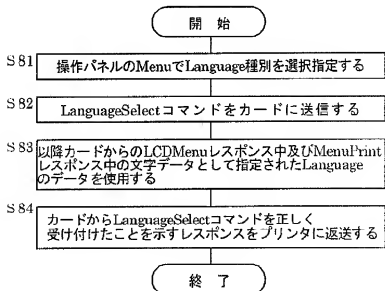 開 始
S81
操作パネルのMenuでLanguage種別を選択指定する
S82
LanguageSelectコマンドをカードに送信する
S83
以降カードからのLCDMenuレスポンス中及びMenuPrint
レスポンス中の文字データとして指定されたLanguage
のデータを使用する
S84
カードからLanguageSelectコマンドを正しく
受け付けたことを示すレスポンスをプリンタに返送する
終 了